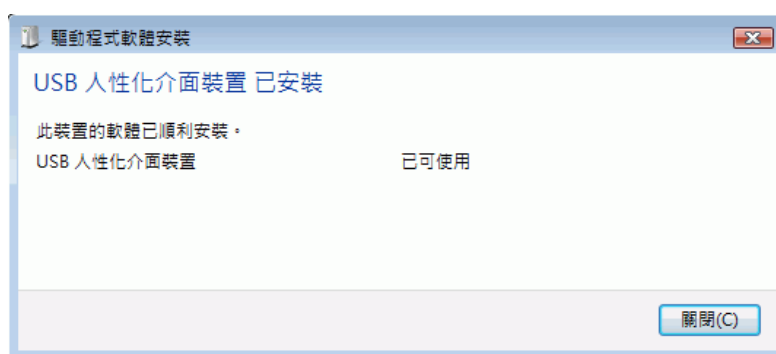 驅動程式軟體安裝
USB 人性化介面裝置 已安裝
此裝置的軟體已順利安裝。
USB 人性化介面裝置 已可使用
關閉(C)